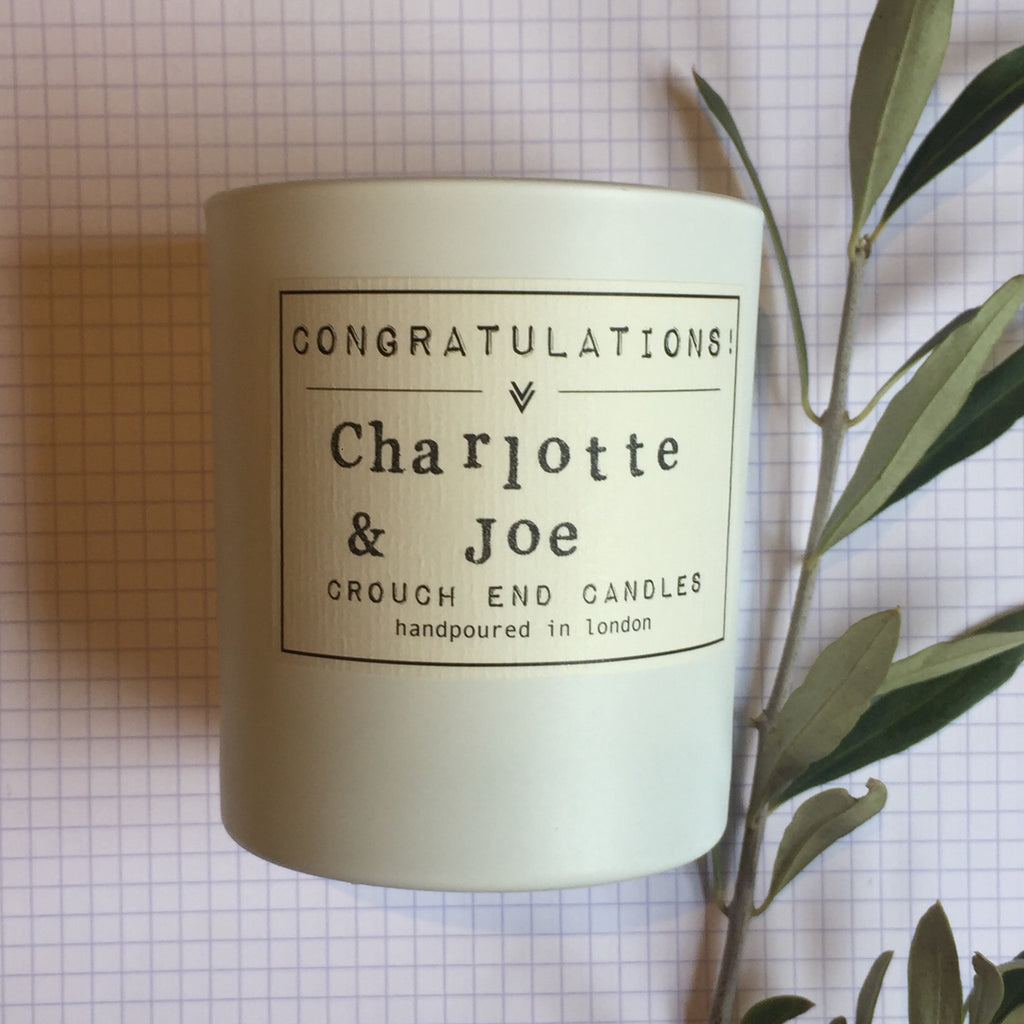 CONGRATULATIONS!
Charlotte
& Joe
CROUCH END CANDLES
handpoured in london